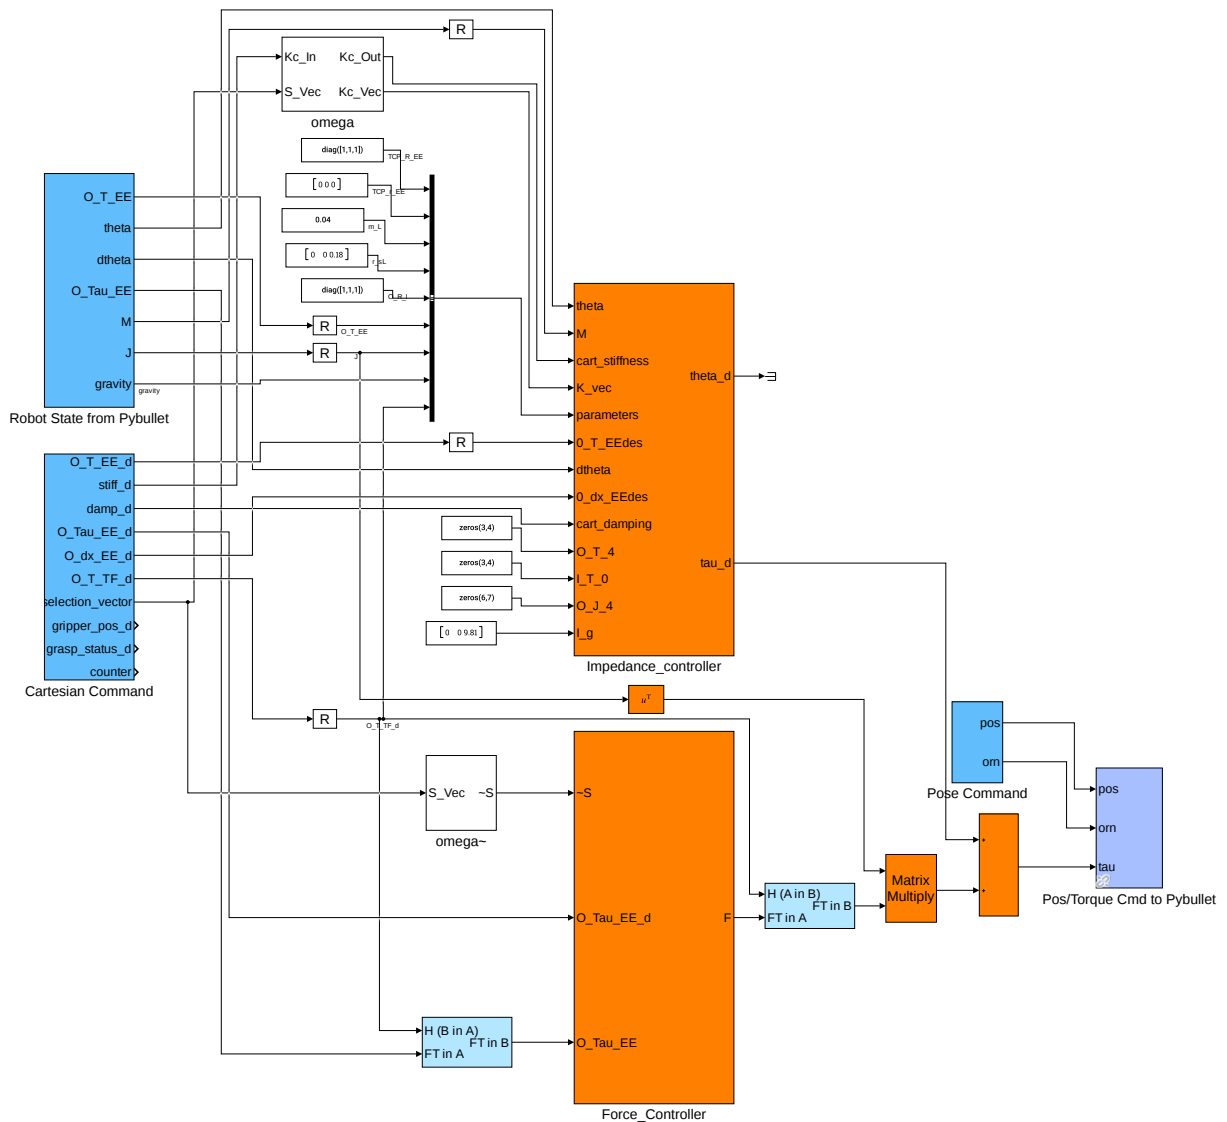 R
Kc_In Kc_Out
S_Vec Kc_Vec
omega
diag([1,1,1])
TCP_R_EE
[ 0 0 0 ]
TCP_r_EE
0.04
m_L
[ 0 0 0.18 ]
r_sL
diag([1,1,1])
O_R_I
O_T_EE
theta
dtheta
O_Tau_EE
M
J
gravity
gravity
Robot State from Pybullet
R
O_T_EE
R
J
O_T_EE_d
stiff_d
damp_d
O_Tau_EE_d
O_dx_EE_d
O_T_TF_d
selection_vector
gripper_pos_d
grasp_status_d
counter
Cartesian Command
R
zeros(3,4)
zeros(3,4)
zeros(6,7)
[ 0 0 9.81 ]
theta
M
cart_stiffness
K_vec
parameters
0_T_EEdes
dtheta
0_dx_EEdes
cart_damping
O_T_4
I_T_0
O_J_4
I_g
theta_d
tau_d
Impedance_controller
uᵀ
R
O_T_TF_d
S_Vec ~S
omega~
~S
O_Tau_EE_d
O_Tau_EE
F
Force_Controller
H (B in A)
FT in A
FT in B
H (A in B)
FT in A
FT in B
Matrix
Multiply
+
+
pos
orn
Pose Command
pos
orn
tau
Pos/Torque Cmd to Pybullet